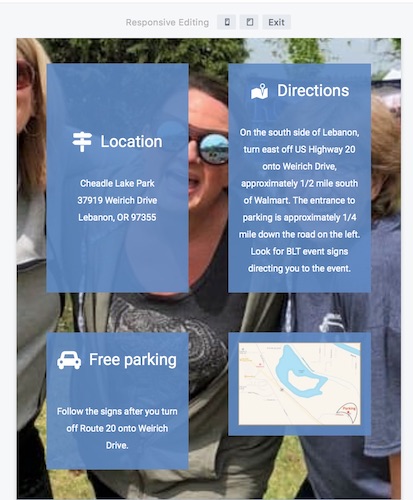 Responsive Editing
Exit
Location
Cheadle Lake Park
37919 Weirich Drive
Lebanon, OR 97355
Directions
On the south side of Lebanon,
turn east off US Highway 20
onto Weirich Drive,
approximately 1/2 mile south
of Walmart. The entrance to
parking is approximately 1/4
mile down the road on the left.
Look for BLT event signs
directing you to the event.
Free parking
Follow the signs after you turn
off Route 20 onto Weirich
Drive.
Parking